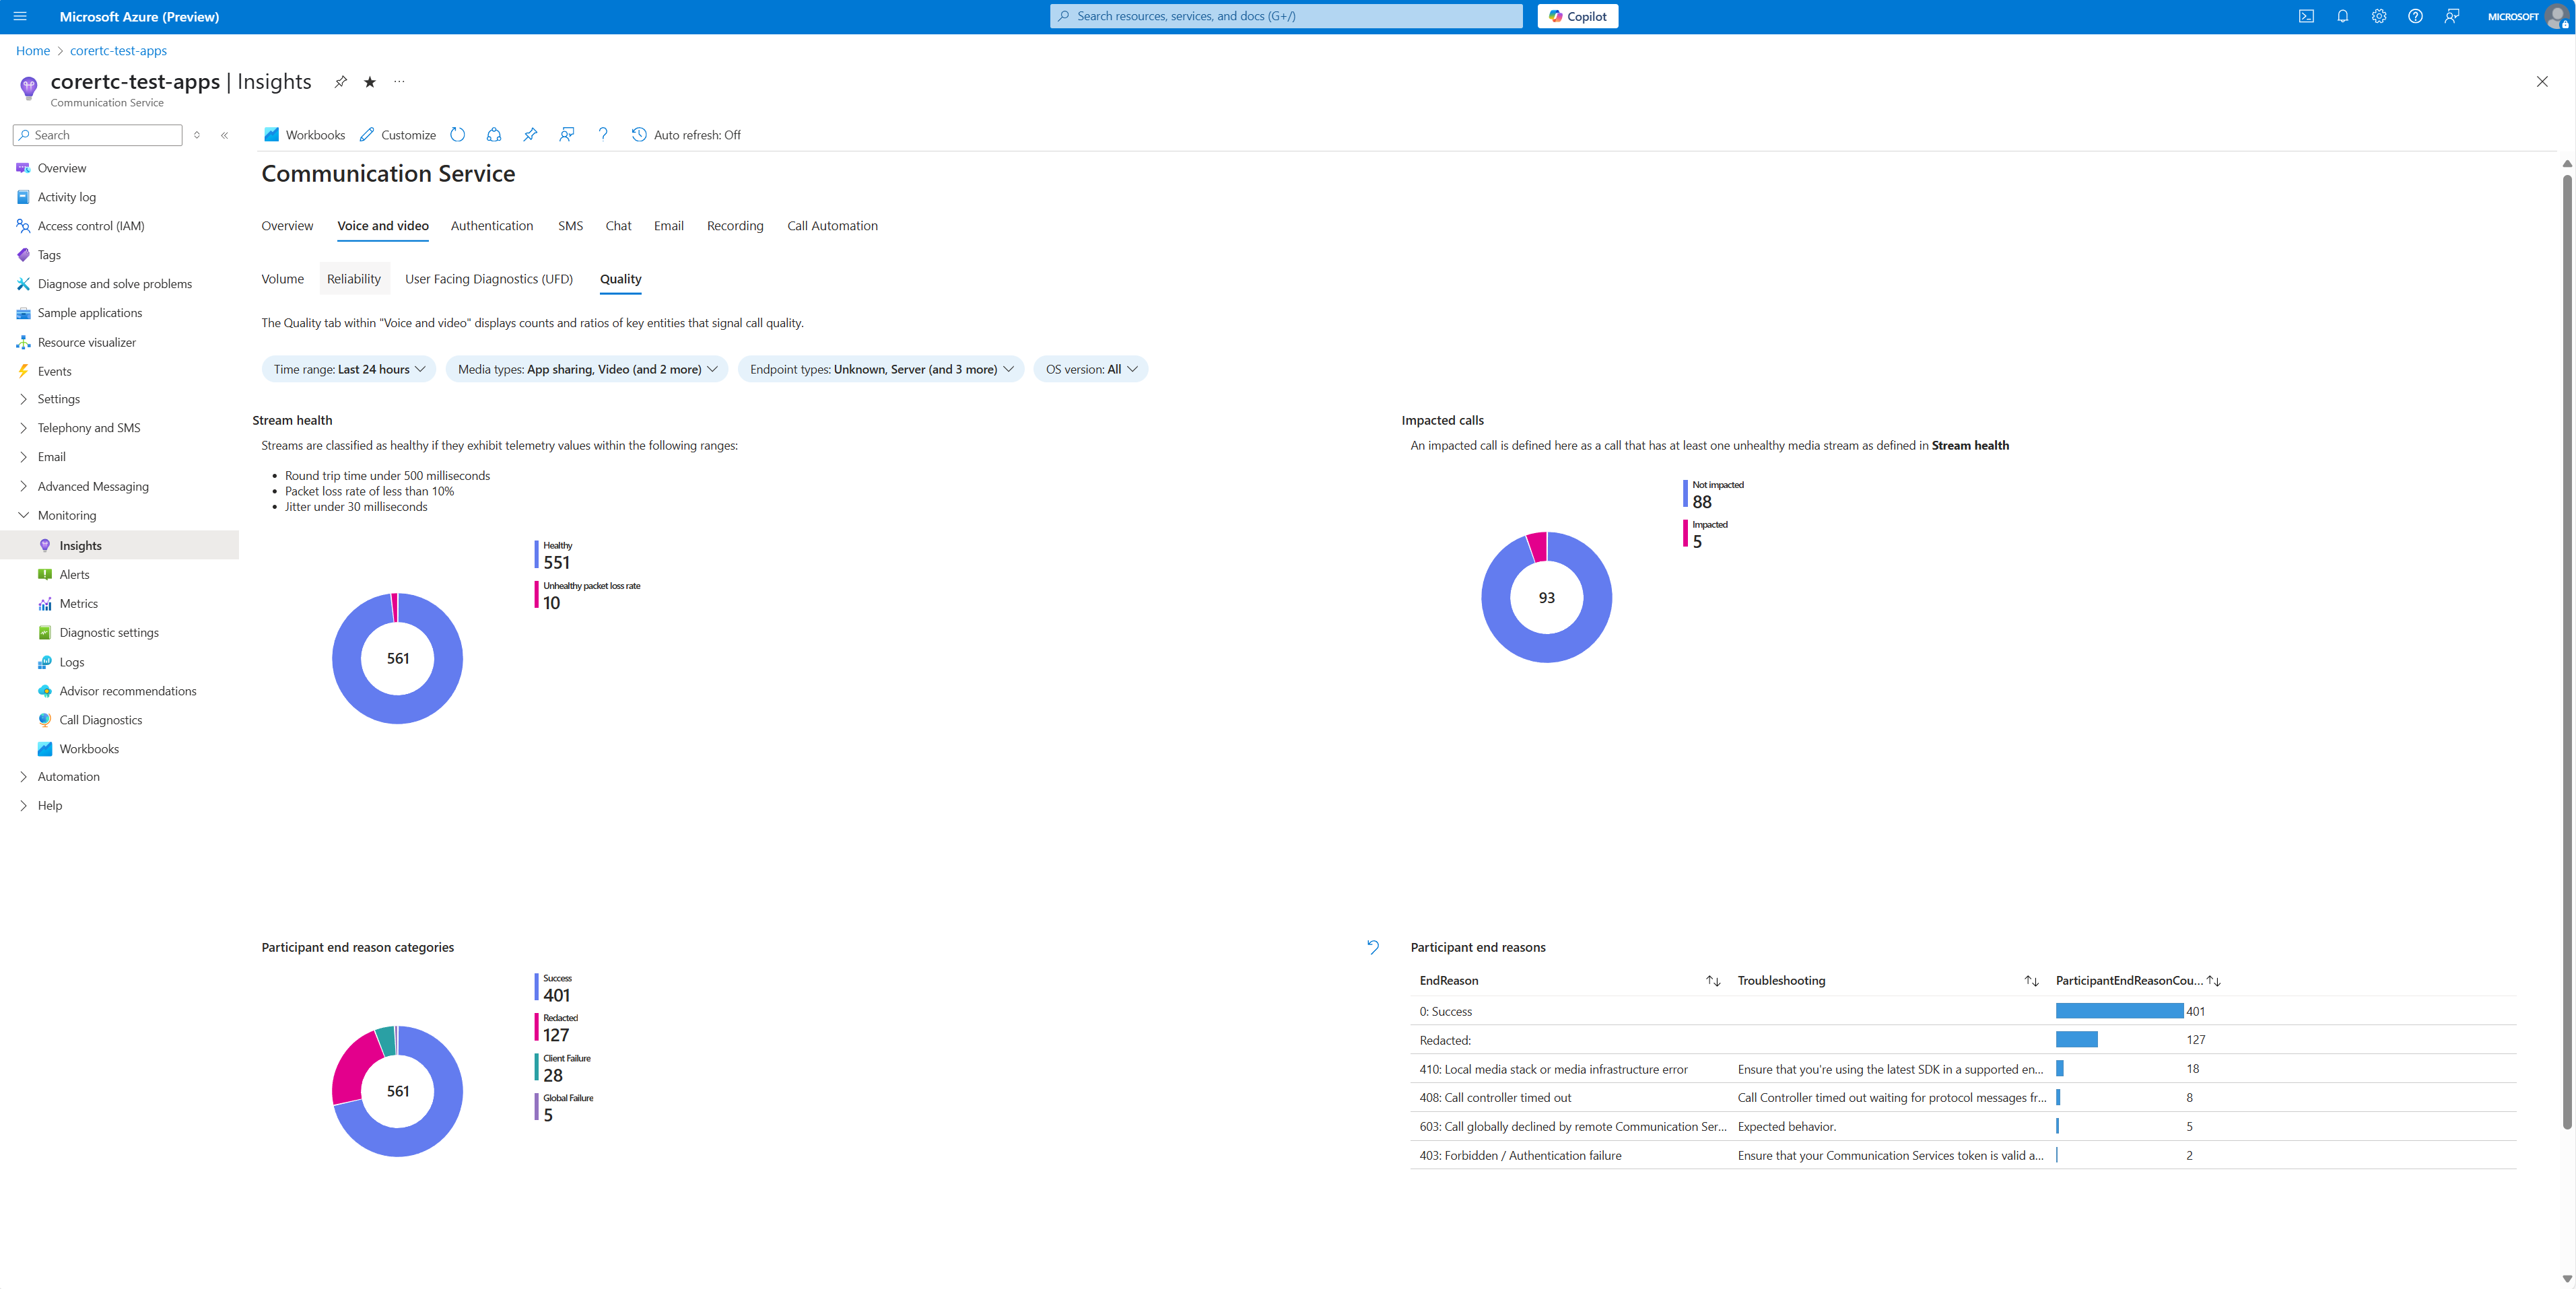 Microsoft Azure (Preview)
Search resources, services, and docs (G+/)
Copilot
MICROSOFT
Home > corertc-test-apps
corertc-test-apps | Insights
Communication Service
Search
Overview
Activity log
Access control (IAM)
Tags
Diagnose and solve problems
Sample applications
Resource visualizer
Events
Settings
Telephony and SMS
Email
Advanced Messaging
Monitoring
Insights
Alerts
Metrics
Diagnostic settings
Logs
Advisor recommendations
Call Diagnostics
Workbooks
Automation
Help
Workbooks Customize Auto refresh: Off
Communication Service
Overview Voice and video Authentication SMS Chat Email Recording Call Automation
Volume Reliability User Facing Diagnostics (UFD) Quality
The Quality tab within "Voice and video" displays counts and ratios of key entities that signal call quality.
Time range: Last 24 hours Media types: App sharing, Video (and 2 more) Endpoint types: Unknown, Server (and 3 more) OS version: All
Stream health
Streams are classified as healthy if they exhibit telemetry values within the following ranges:
• Round trip time under 500 milliseconds
• Packet loss rate of less than 10%
• Jitter under 30 milliseconds
Healthy
551
Unhealthy packet loss rate
10
561
Impacted calls
An impacted call is defined here as a call that has at least one unhealthy media stream as defined in Stream health
Not impacted
88
Impacted
5
93
Participant end reason categories
Success
401
Redacted
127
Client Failure
28
Global Failure
5
561
Participant end reasons
EndReason Troubleshooting ParticipantEndReasonCou...
0: Success 401
Redacted: 127
410: Local media stack or media infrastructure error Ensure that you're using the latest SDK in a supported en... 18
408: Call controller timed out Call Controller timed out waiting for protocol messages fr... 8
603: Call globally declined by remote Communication Ser... Expected behavior. 5
403: Forbidden / Authentication failure Ensure that your Communication Services token is valid a... 2